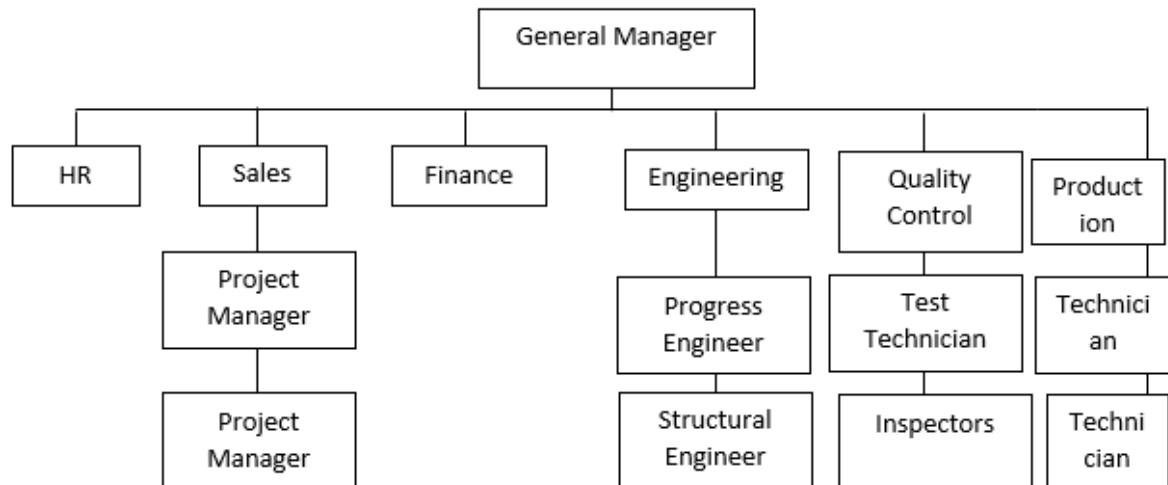 General Manager
HR
Sales
Finance
Engineering
Quality
Control
Product
ion
Project
Manager
Progress
Engineer
Test
Technician
Technici
an
Project
Manager
Structural
Engineer
Inspectors
Techni
cian